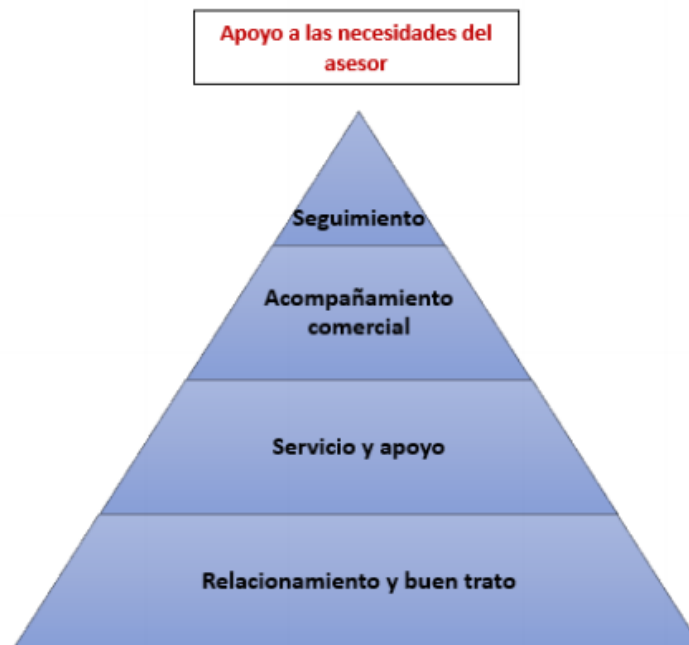 Apoyo a las necesidades del
asesor
Seguimiento
Acompañamiento
comercial
Servicio y apoyo
Relacionamiento y buen trato